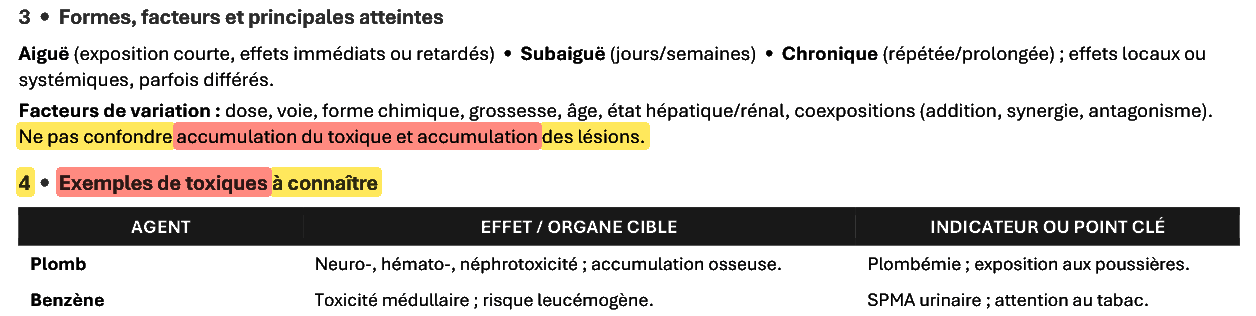 3 • Formes, facteurs et principales atteintes
Aiguë (exposition courte, effets immédiats ou retardés) • Subaiguë (jours/semaines) • Chronique (répétée/prolongée) ; effets locaux ou
systémiques, parfois différés.
Facteurs de variation : dose, voie, forme chimique, grossesse, âge, état hépatique/rénal, coexpositions (addition, synergie, antagonisme).
Ne pas confondre accumulation du toxique et accumulation des lésions.
4 • Exemples de toxiques à connaître
AGENT EFFET / ORGANE CIBLE INDICATEUR OU POINT CLÉ
Plomb Neuro-, hémato-, néphrotoxicité ; accumulation osseuse. Plombémie ; exposition aux poussières.
Benzène Toxicité médullaire ; risque leucémogène. SPMA urinaire ; attention au tabac.